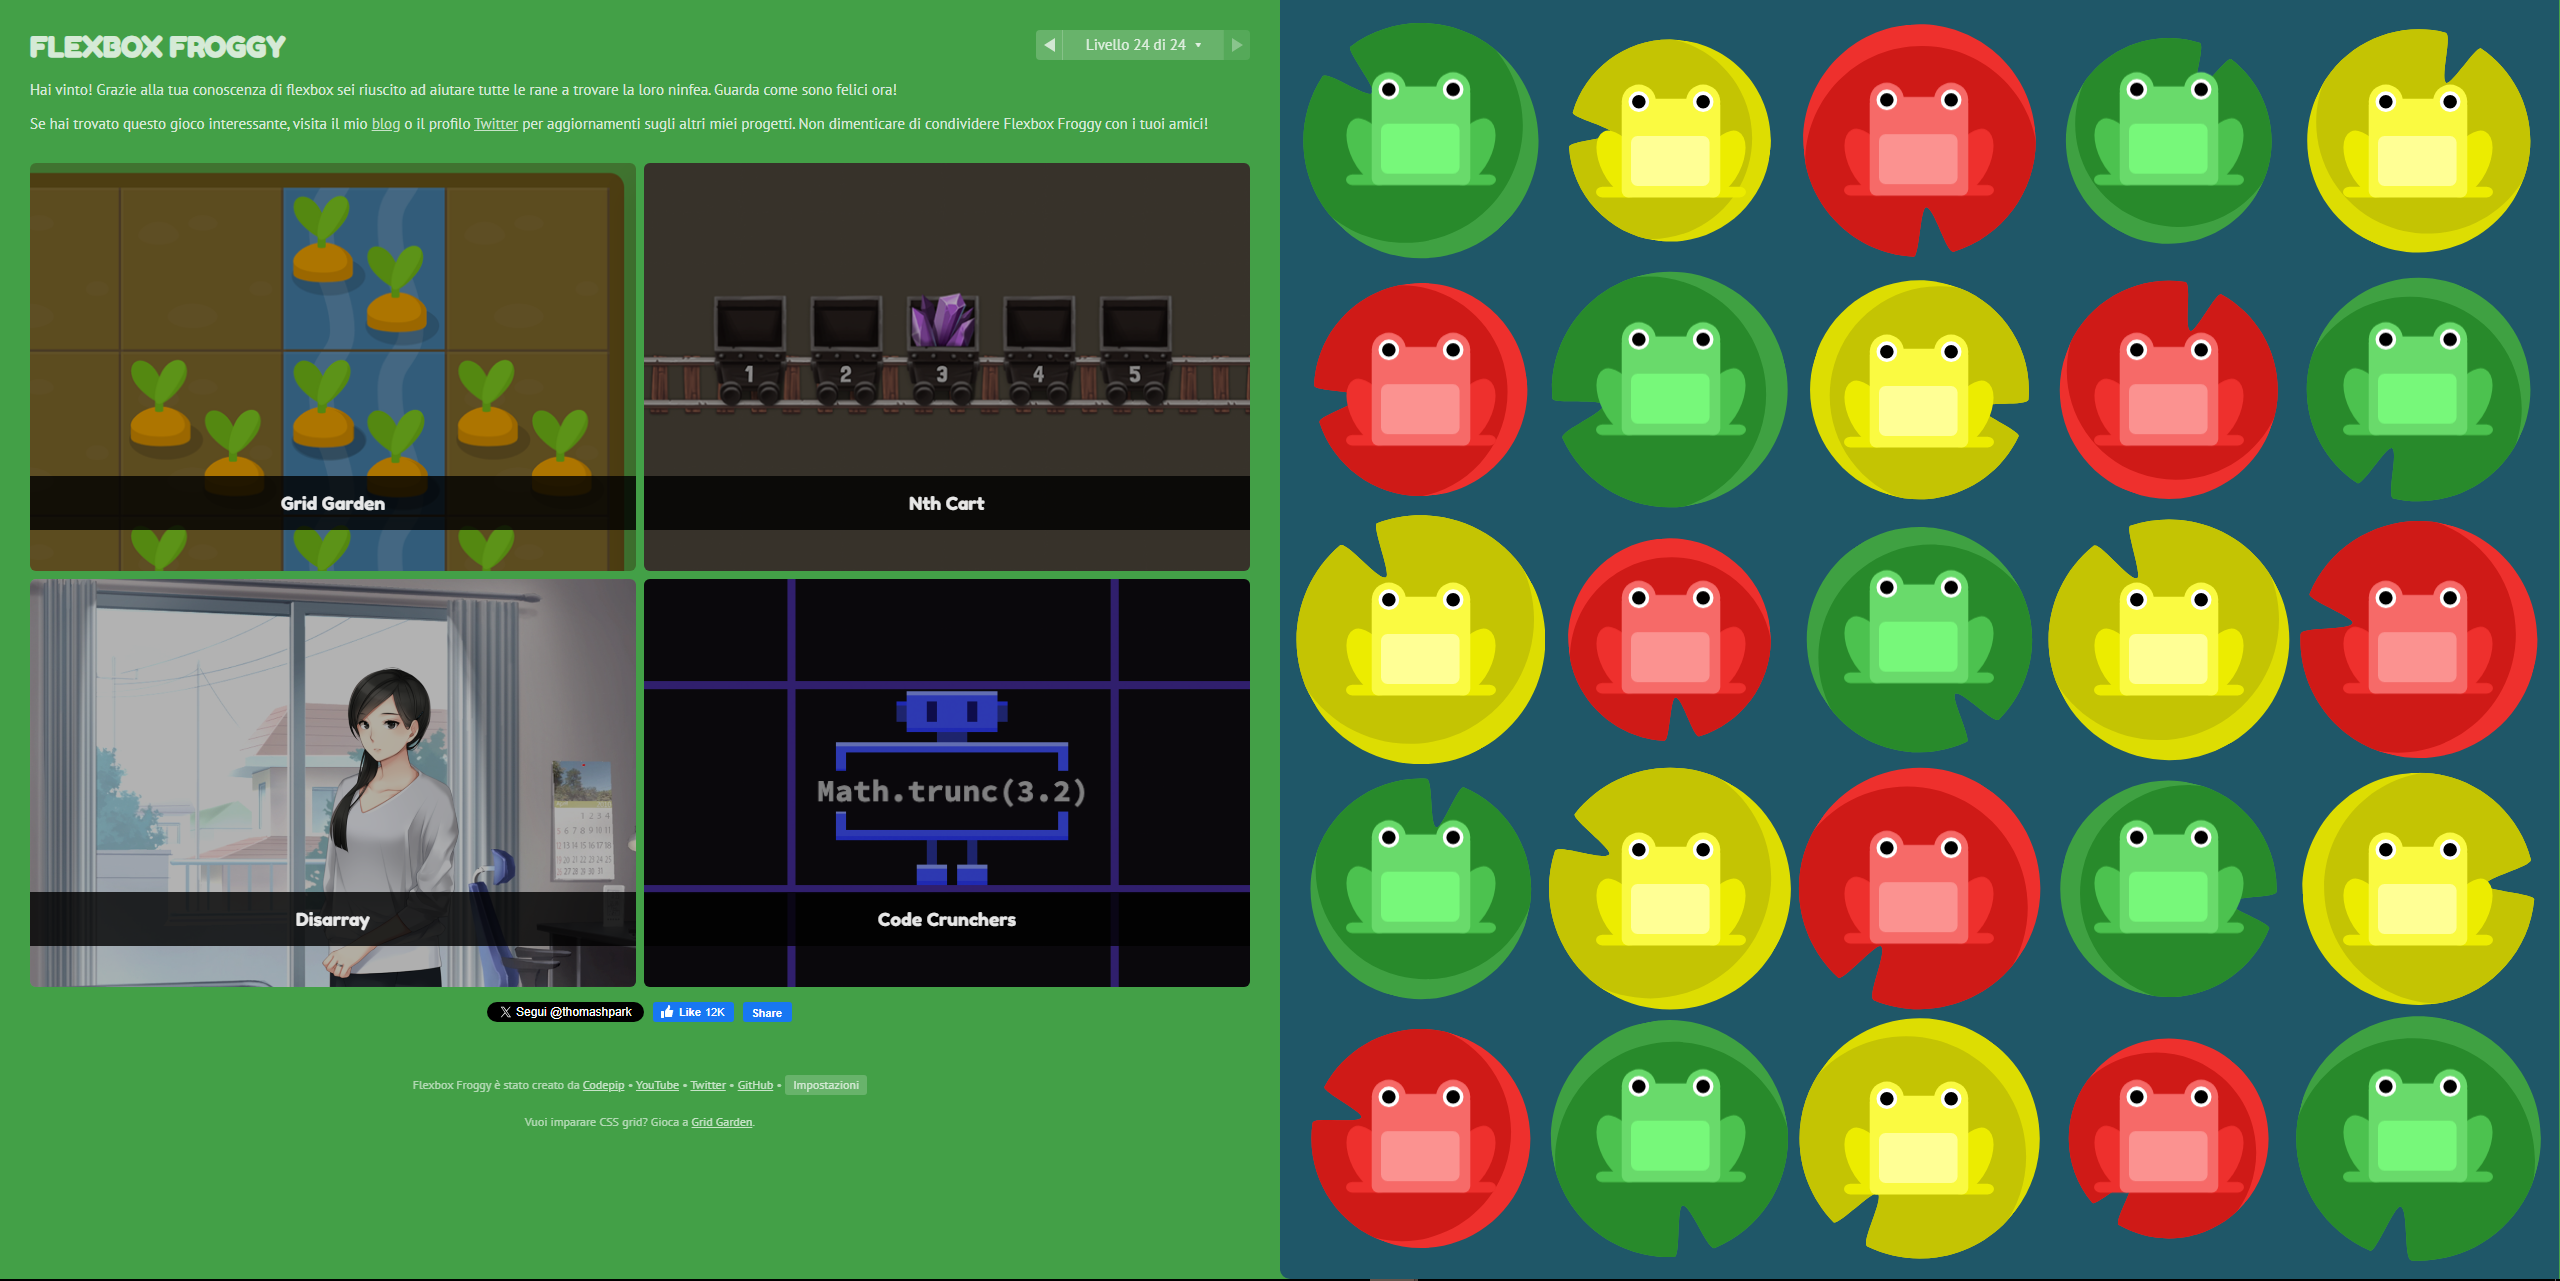 FLEXBOX FROGGY
Livello 24 di 24
Hai vinto! Grazie alla tua conoscenza di flexbox sei riuscito ad aiutare tutte le rane a trovare la loro ninfea. Guarda come sono felici ora!
Se hai trovato questo gioco interessante, visita il mio blog o il profilo Twitter per aggiornamenti sugli altri miei progetti. Non dimenticare di condividere Flexbox Froggy con i tuoi amici!
1 2 3 4 5
Grid Garden
Nth Cart
Math.trunc(3.2)
Disarray
Code Crunchers
Segui @thomashpark
Like 12K
Share
Flexbox Froggy è stato creato da Codepip • YouTube • Twitter • GitHub • Impostazioni
Vuoi imparare CSS grid? Gioca a Grid Garden.